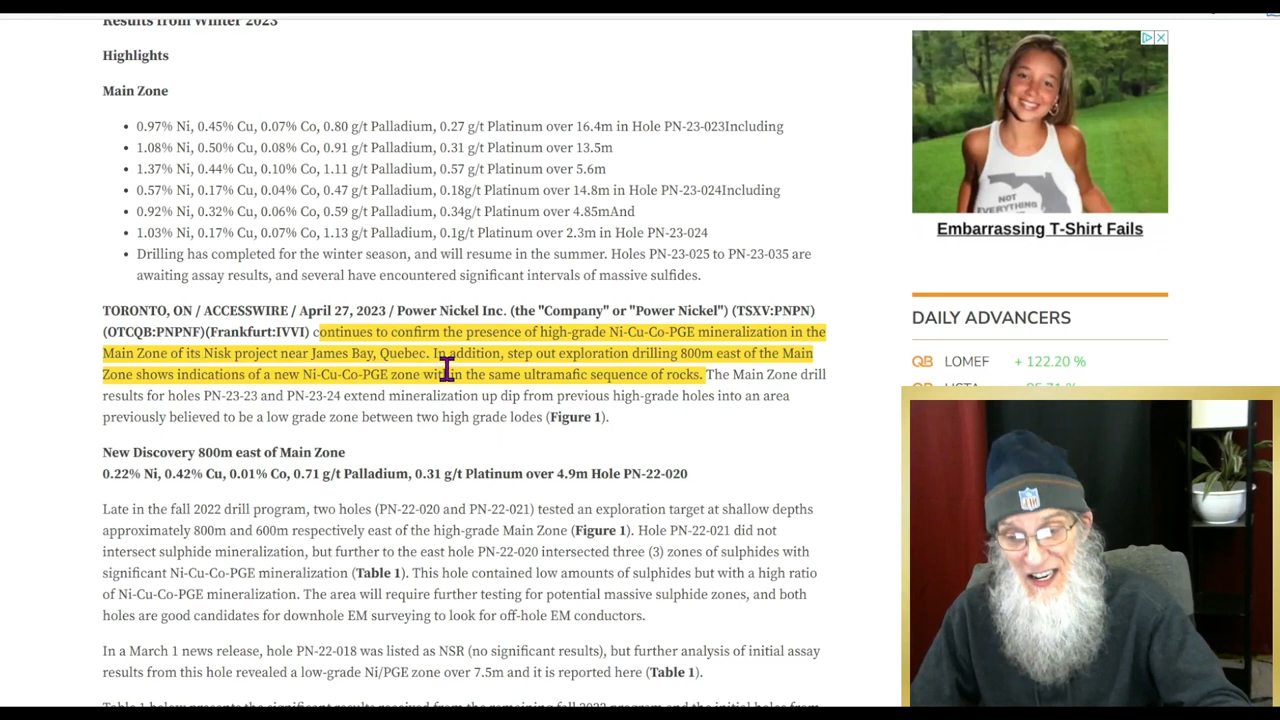 Results from Winter 2023
Highlights
Main Zone
• 0.97% Ni, 0.45% Cu, 0.07% Co, 0.80 g/t Palladium, 0.27 g/t Platinum over 16.4m in Hole PN-23-023Including
• 1.08% Ni, 0.50% Cu, 0.08% Co, 0.91 g/t Palladium, 0.31 g/t Platinum over 13.5m
• 1.37% Ni, 0.44% Cu, 0.10% Co, 1.11 g/t Palladium, 0.57 g/t Platinum over 5.6m
• 0.57% Ni, 0.17% Cu, 0.04% Co, 0.47 g/t Palladium, 0.18g/t Platinum over 14.8m in Hole PN-23-024Including
• 0.92% Ni, 0.32% Cu, 0.06% Co, 0.59 g/t Palladium, 0.34g/t Platinum over 4.85mAnd
• 1.03% Ni, 0.17% Cu, 0.07% Co, 1.13 g/t Palladium, 0.1g/t Platinum over 2.3m in Hole PN-23-024
• Drilling has completed for the winter season, and will resume in the summer. Holes PN-23-025 to PN-23-035 are
awaiting assay results, and several have encountered significant intervals of massive sulfides.
TORONTO, ON / ACCESSWIRE / April 27, 2023 / Power Nickel Inc. (the "Company" or "Power Nickel") (TSXV:PNPN)
(OTCQB:PNPNF)(Frankfurt:IVVI) continues to confirm the presence of high-grade Ni-Cu-Co-PGE mineralization in the
Main Zone of its Nisk project near James Bay, Quebec. In addition, step out exploration drilling 800m east of the Main
Zone shows indications of a new Ni-Cu-Co-PGE zone within the same ultramafic sequence of rocks. The Main Zone drill
results for holes PN-23-23 and PN-23-24 extend mineralization up dip from previous high-grade holes into an area
previously believed to be a low grade zone between two high grade lodes (Figure 1).
New Discovery 800m east of Main Zone
0.22% Ni, 0.42% Cu, 0.01% Co, 0.71 g/t Palladium, 0.31 g/t Platinum over 4.9m Hole PN-22-020
Late in the fall 2022 drill program, two holes (PN-22-020 and PN-22-021) tested an exploration target at shallow depths
approximately 800m and 600m respectively east of the high-grade Main Zone (Figure 1). Hole PN-22-021 did not
intersect sulphide mineralization, but further to the east hole PN-22-020 intersected three (3) zones of sulphides with
significant Ni-Cu-Co-PGE mineralization (Table 1). This hole contained low amounts of sulphides but with a high ratio
of Ni-Cu-Co-PGE mineralization. The area will require further testing for potential massive sulphide zones, and both
holes are good candidates for downhole EM surveying to look for off-hole EM conductors.
In a March 1 news release, hole PN-22-018 was listed as NSR (no significant results), but further analysis of initial assay
results from this hole revealed a low-grade Ni/PGE zone over 7.5m and it is reported here (Table 1).
NOT
EVERYTHING
Embarrassing T-Shirt Fails
DAILY ADVANCERS
QB LOMEF + 122.20 %
NFL